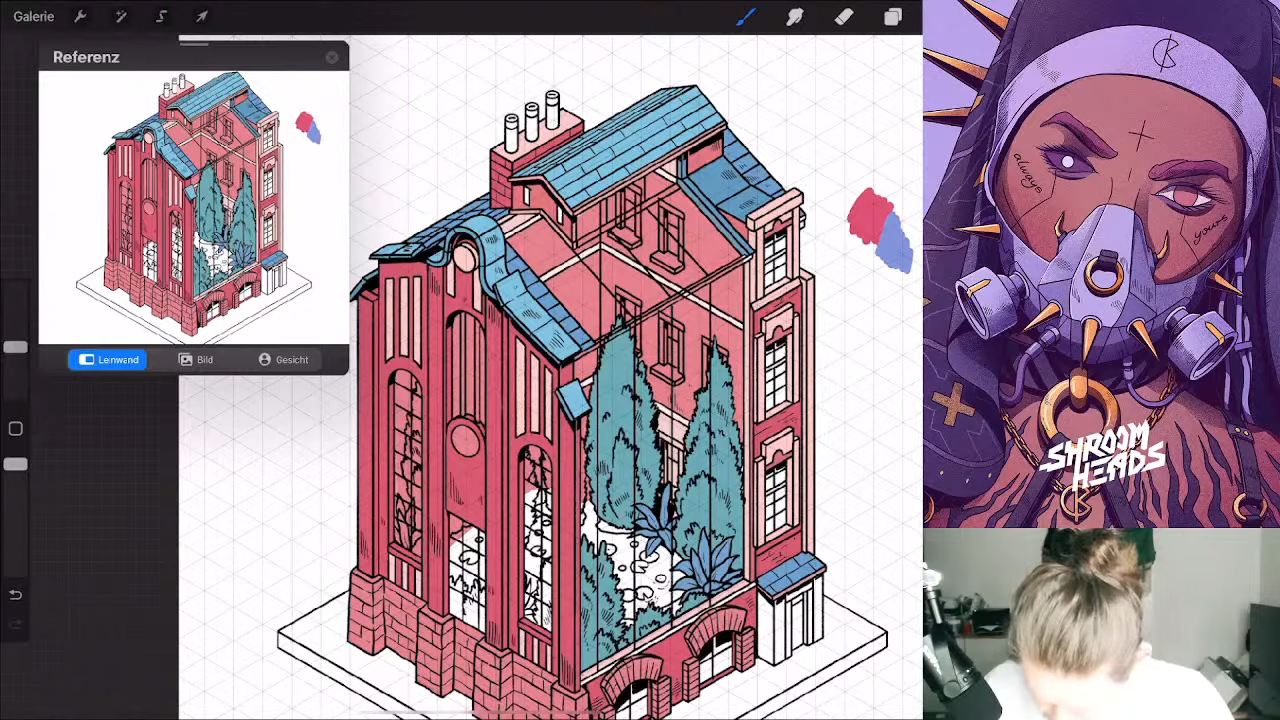 Galerie
Referenz
Leinwand
Bild
Gesicht
always
yours
SHROOM
HEADS